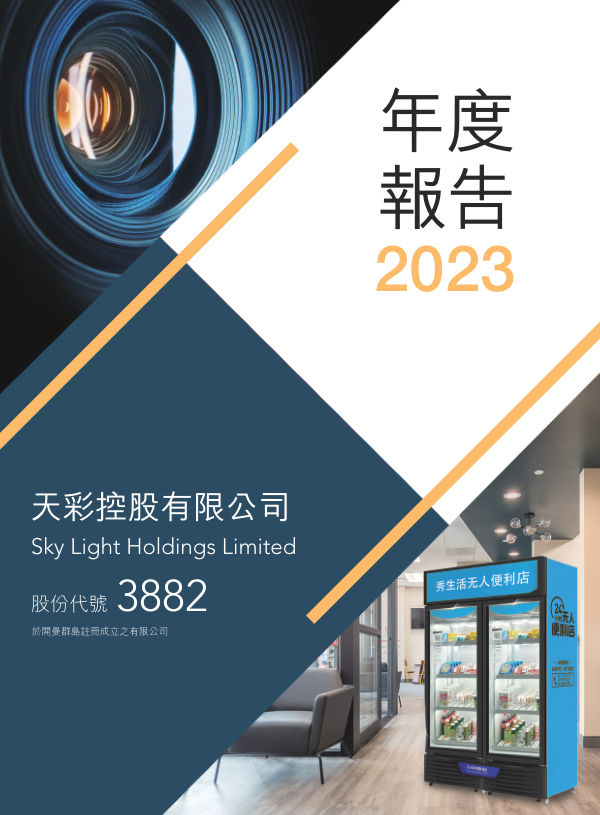 年度
報告
2023
天彩控股有限公司
Sky Light Holdings Limited
股份代號 3882
於開曼群島註冊成立之有限公司
秀生活无人便利店
24
无人
便利店